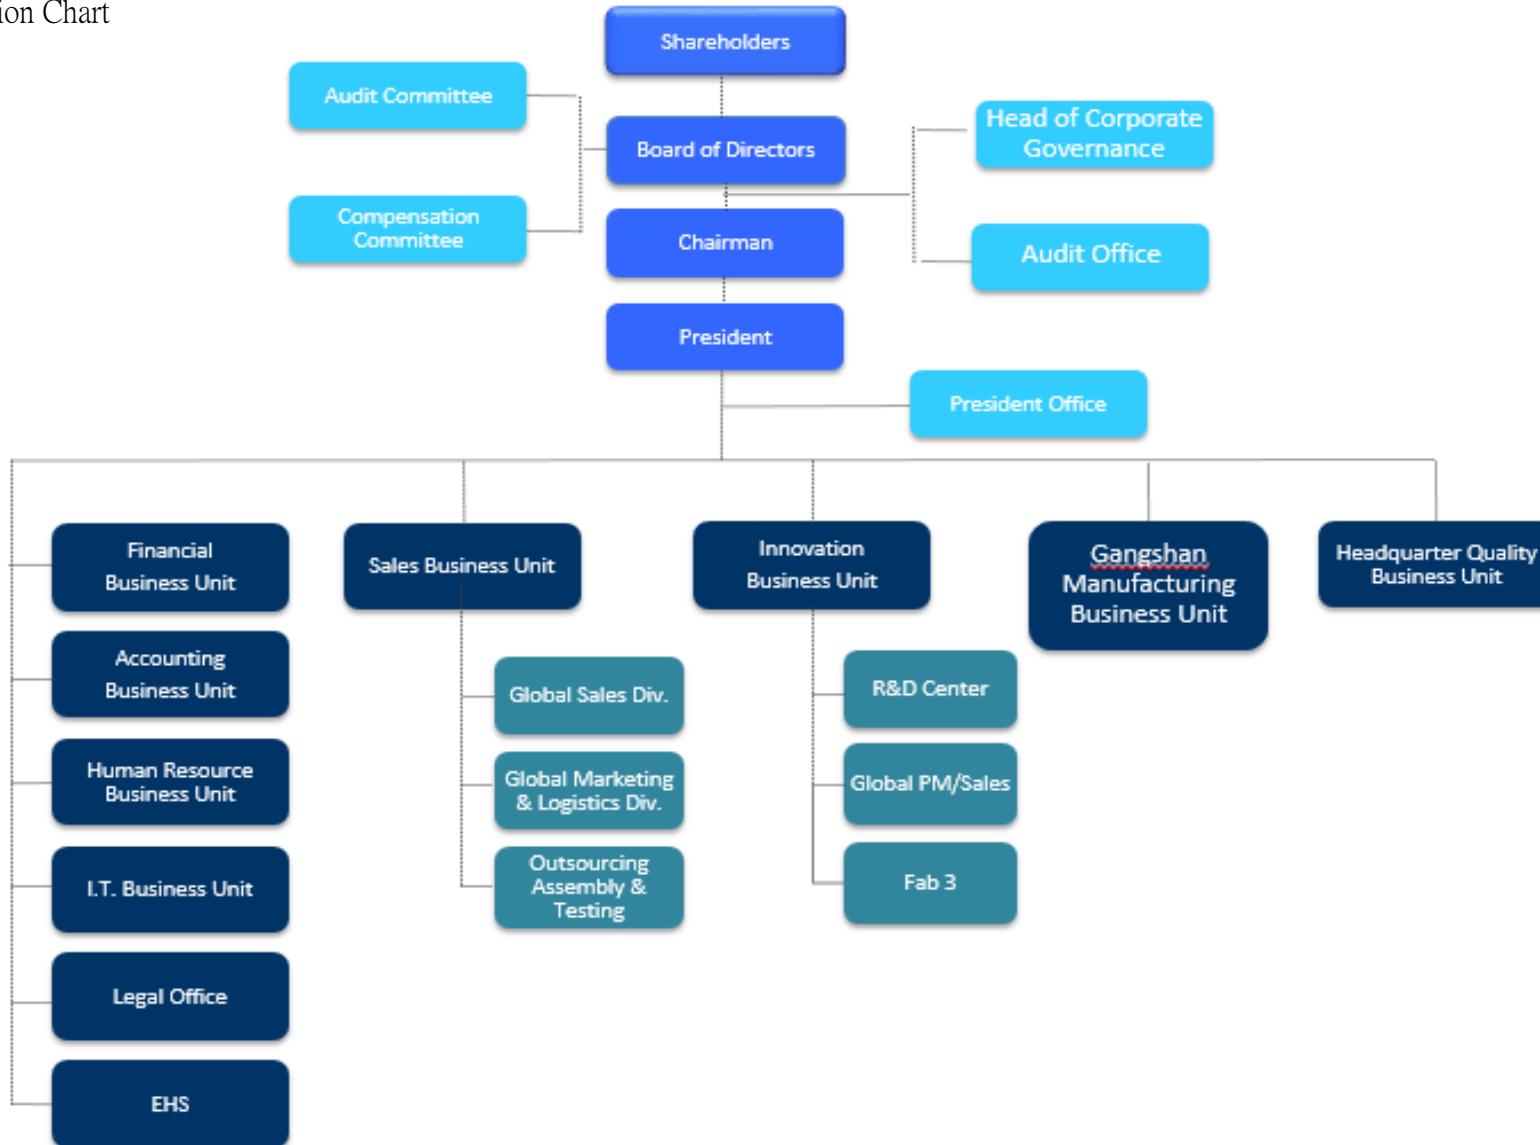 ion Chart
Shareholders
Audit Committee
Board of Directors
Head of Corporate
Governance
Compensation
Committee
Chairman
Audit Office
President
President Office
Financial
Business Unit
Sales Business Unit
Innovation
Business Unit
Gangshan
Manufacturing
Business Unit
Headquarter Quality
Business Unit
Accounting
Business Unit
Human Resource
Business Unit
I.T. Business Unit
Legal Office
EHS
Global Sales Div.
Global Marketing
& Logistics Div.
Outsourcing
Assembly &
Testing
R&D Center
Global PM/Sales
Fab 3